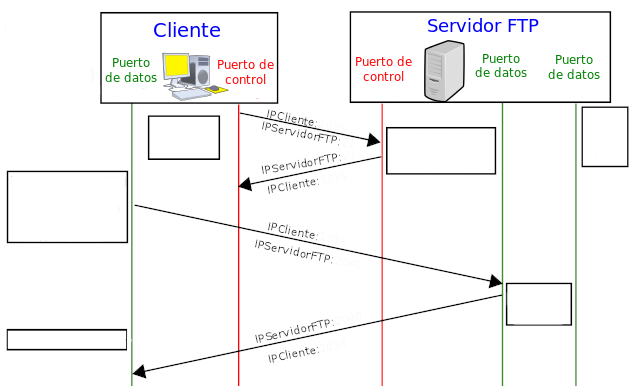 Cliente
Servidor FTP
Puerto
de datos
Puerto de
control
Puerto de
control
Puerto
de datos
Puerto
de datos
IPCliente:
IPServidorFTP:
IPServidorFTP:
IPCliente:
IPCliente:
IPServidorFTP:
IPServidorFTP:
IPCliente: